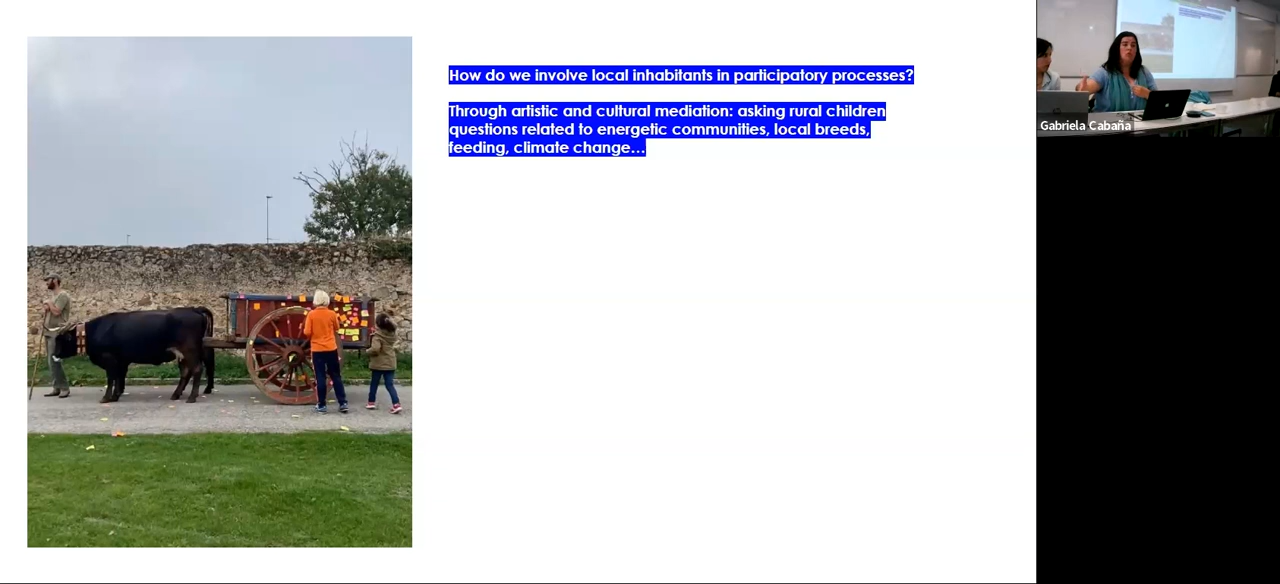 How do we involve local inhabitants in participatory processes?
Through artistic and cultural mediation: asking rural children
questions related to energetic communities, local breeds,
feeding, climate change...
Gabriela Cabaña